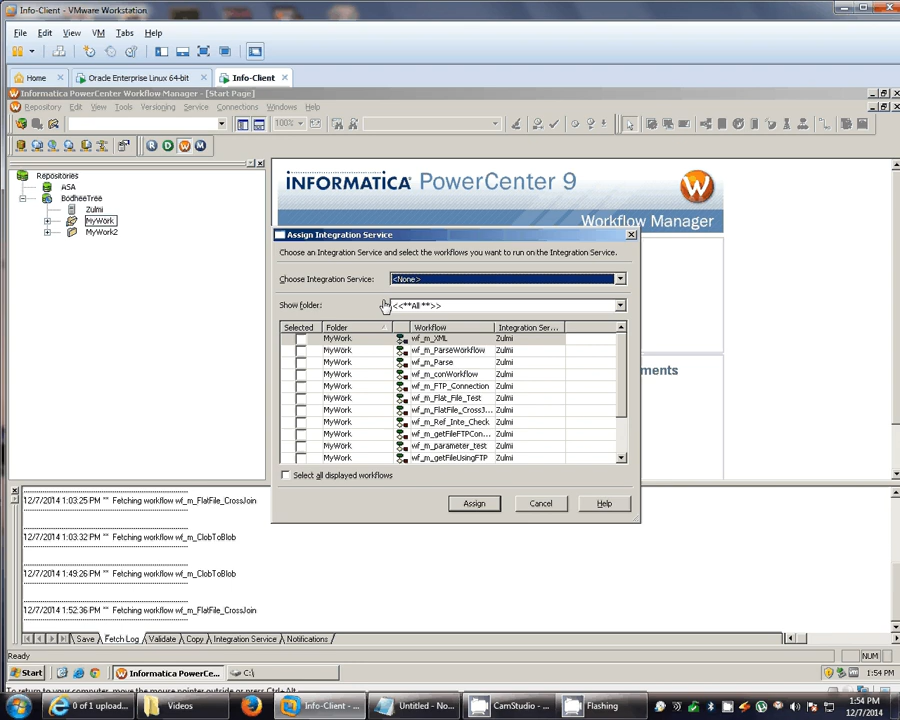 Info-Client - VMware Workstation
File Edit View VM Tabs Help
Home Oracle Enterprise Linux 64-bit Info-Client
Informatica PowerCenter Workflow Manager - [Start Page]
Repository Edit View Tools Versioning Service Connections Windows Help
100%
R D W M
Repositories
ASA
BodheeTree
Zulmi
MyWork
MyWork2
INFORMATICA PowerCenter 9
W
Workflow Manager
Assign Integration Service
Choose an Integration Service and select the workflows you want to run on the Integration Service.
Choose Integration Service: <None>
Show folder: <<**All **>>
Selected Folder Workflow Integration Ser...
MyWork wf_m_XML Zulmi
MyWork wf_m_ParseWorkflow Zulmi
MyWork wf_m_Parse Zulmi
MyWork wf_m_conWorkflow Zulmi
MyWork wf_m_FTP_Connection Zulmi
MyWork wf_m_Flat_File_Test Zulmi
MyWork wf_m_FlatFile_CrossJ... Zulmi
MyWork wf_m_Ref_Inte_Check Zulmi
MyWork wf_m_getFileFTPCon... Zulmi
MyWork wf_m_parameter_test Zulmi
MyWork wf_m_getFileUsingFTP Zulmi
Select all displayed workflows
Assign Cancel Help
ments
12/7/2014 1:03:25 PM ** Fetching workflow wf_m_FlatFile_CrossJoin
12/7/2014 1:03:32 PM ** Fetching workflow wf_m_ClobToBlob
12/7/2014 1:49:26 PM ** Fetching workflow wf_m_ClobToBlob
12/7/2014 1:52:36 PM ** Fetching workflow wf_m_FlatFile_CrossJoin
Save Fetch Log Validate Copy Integration Service Notifications
Ready NUM
Start Informatica PowerCe... C:\ 1:54 PM
To return to your computer, move the mouse pointer outside or press Ctrl+Alt.
0 of 1 upload... Videos Info-Client - ... Untitled - No... CamStudio - ... Flashing 1:54 PM
12/7/2014